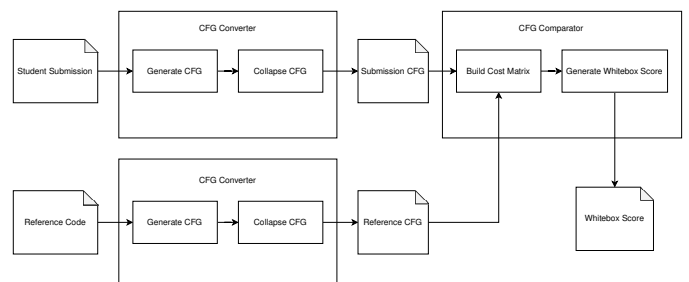 CFG Converter
CFG Comparator
Student Submission
Generate CFG
Collapse CFG
Submission CFG
Build Cost Matrix
Generate Whitebox Score
CFG Converter
Reference Code
Generate CFG
Collapse CFG
Reference CFG
Whitebox Score